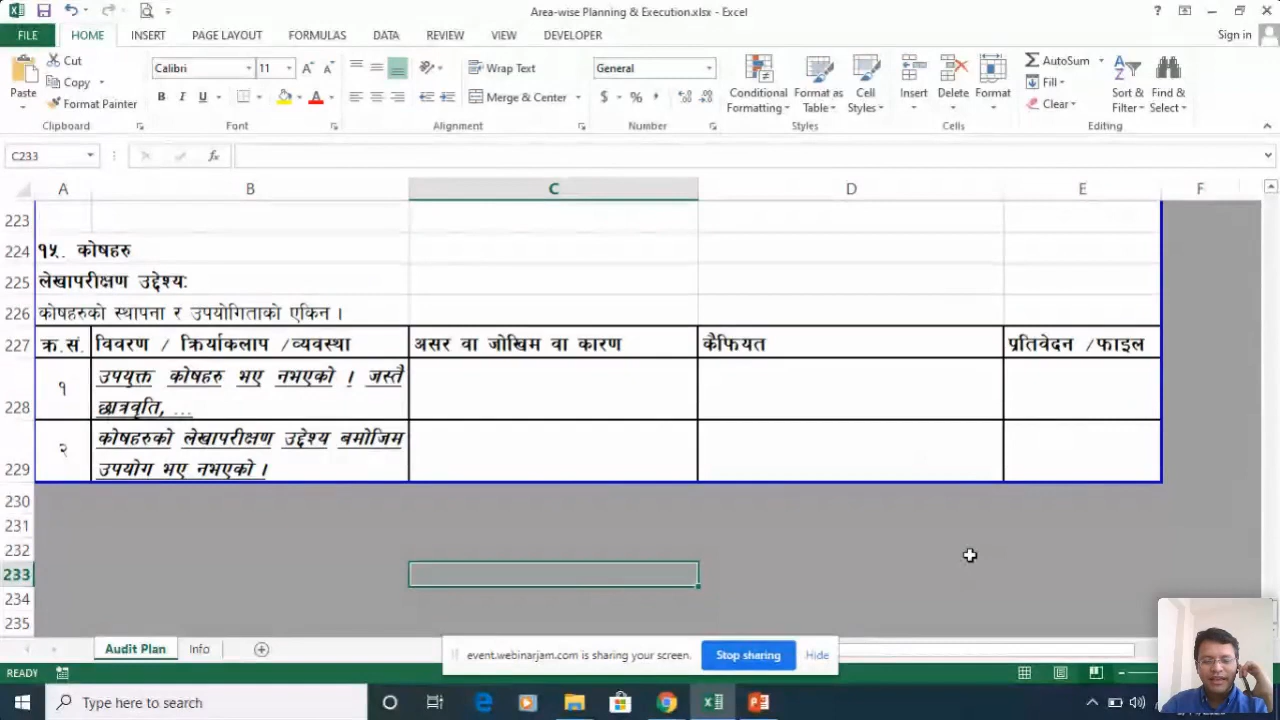 Area-wise Planning & Execution.xlsx - Excel
FILE HOME INSERT PAGE LAYOUT FORMULAS DATA REVIEW VIEW DEVELOPER Sign in
Cut
Copy
Format Painter
Paste
Calibri 11
B I U
Wrap Text
Merge & Center
General
$ % ,
Conditional Formatting
Format as Table
Cell Styles
Insert Delete Format
AutoSum
Fill
Clear
Sort & Filter
Find & Select
Clipboard Font Alignment Number Styles Cells Editing
C233 fx
A B C D E F
223
224 १५. कोषहरु
225 लेखापरीक्षण उद्देश्य:
226 कोषहरुको स्थापना र उपयोगिताको एकिन ।
227 क्र.सं. विवरण / क्रिर्याकलाप /व्यवस्था असर वा जोखिम वा कारण कैफियत प्रतिवेदन /फाइल
१ उपयुक्त कोषहरु भए नभएको । जस्तै
228 छात्रवृति, ...
२ कोषहरुको लेखापरीक्षण उद्देश्य बमोजिम
229 उपयोग भए नभएको ।
230
231
232
233
234
235
Audit Plan Info
event.webinarjam.com is sharing your screen. Stop sharing Hide
READY
Type here to search